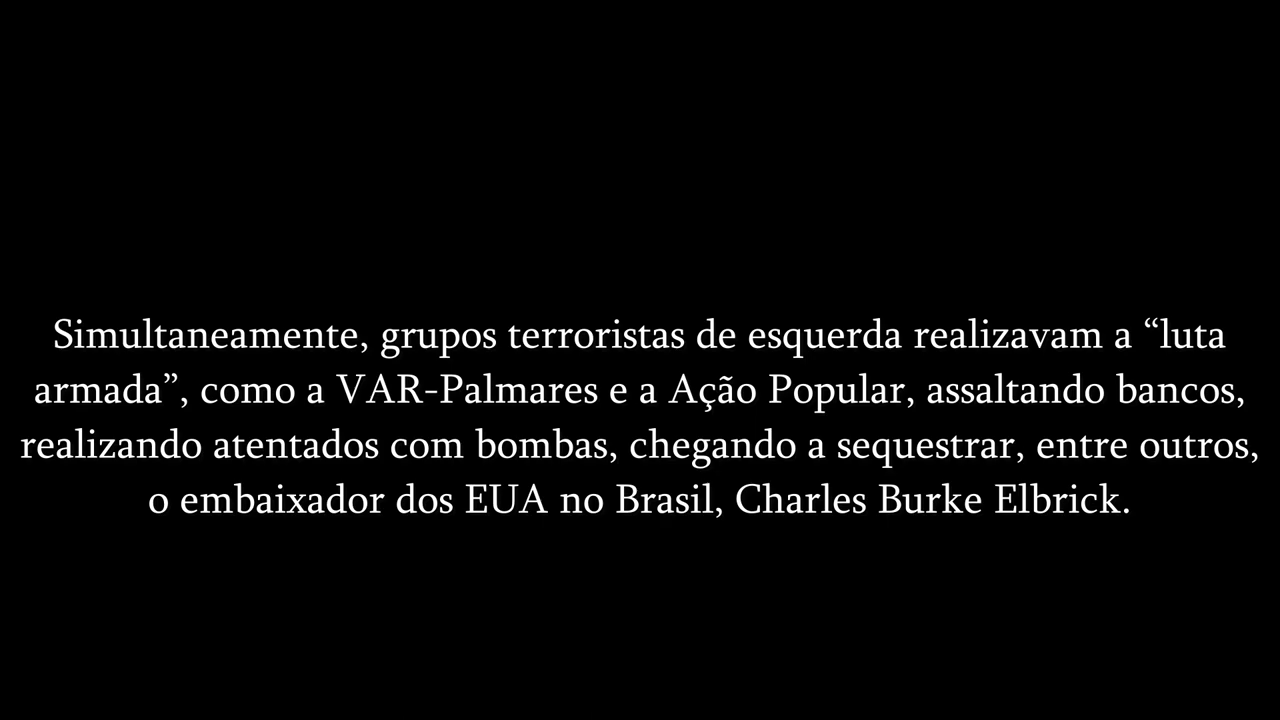 Simultaneamente, grupos terroristas de esquerda realizavam a “luta
armada”, como a VAR-Palmares e a Ação Popular, assaltando bancos,
realizando atentados com bombas, chegando a sequestrar, entre outros,
o embaixador dos EUA no Brasil, Charles Burke Elbrick.